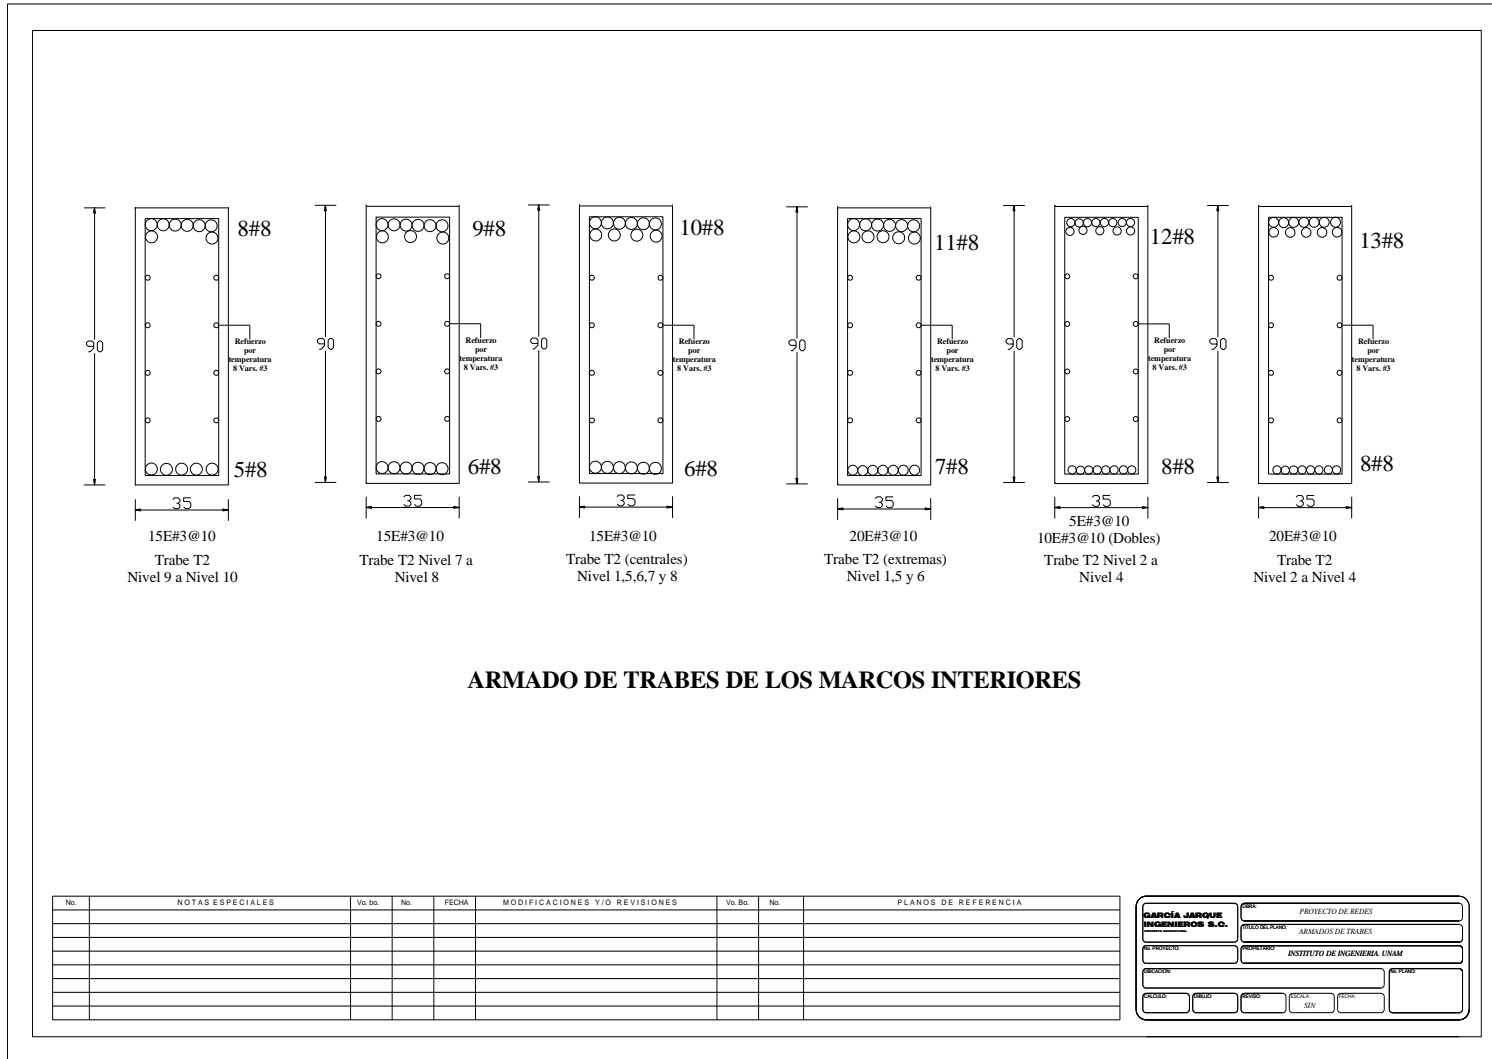 8#8
90
Refuerzo
por
temperatura
8 Vars. #3
5#8
35
15E#3@10
Trabe T2
Nivel 9 a Nivel 10
9#8
90
Refuerzo
por
temperatura
8 Vars. #3
6#8
35
15E#3@10
Trabe T2 Nivel 7 a
Nivel 8
10#8
90
Refuerzo
por
temperatura
8 Vars. #3
6#8
35
15E#3@10
Trabe T2 (centrales)
Nivel 1,5,6,7 y 8
11#8
90
Refuerzo
por
temperatura
8 Vars. #3
7#8
35
20E#3@10
Trabe T2 (extremas)
Nivel 1,5 y 6
12#8
90
Refuerzo
por
temperatura
8 Vars. #3
8#8
35
5E#3@10
10E#3@10 (Dobles)
Trabe T2 Nivel 2 a
Nivel 4
13#8
90
Refuerzo
por
temperatura
8 Vars. #3
8#8
35
20E#3@10
Trabe T2
Nivel 2 a Nivel 4
ARMADO DE TRABES DE LOS MARCOS INTERIORES
No. NOTAS ESPECIALES Vo. bo. No. FECHA MODIFICACIONES Y/O REVISIONES Vo. Bo. No. PLANOS DE REFERENCIA
GARCÍA JARQUE
INGENIEROS S.C.
OBRA: PROYECTO DE REDES
TITULO DEL PLANO: ARMADOS DE TRABES
No. PROYECTO:
PROPIETARIO: INSTITUTO DE INGENIERIA. UNAM
UBICACION:
No. PLANO:
CALCULO: DIBUJO: REVISO: ESCALA: SIN FECHA: